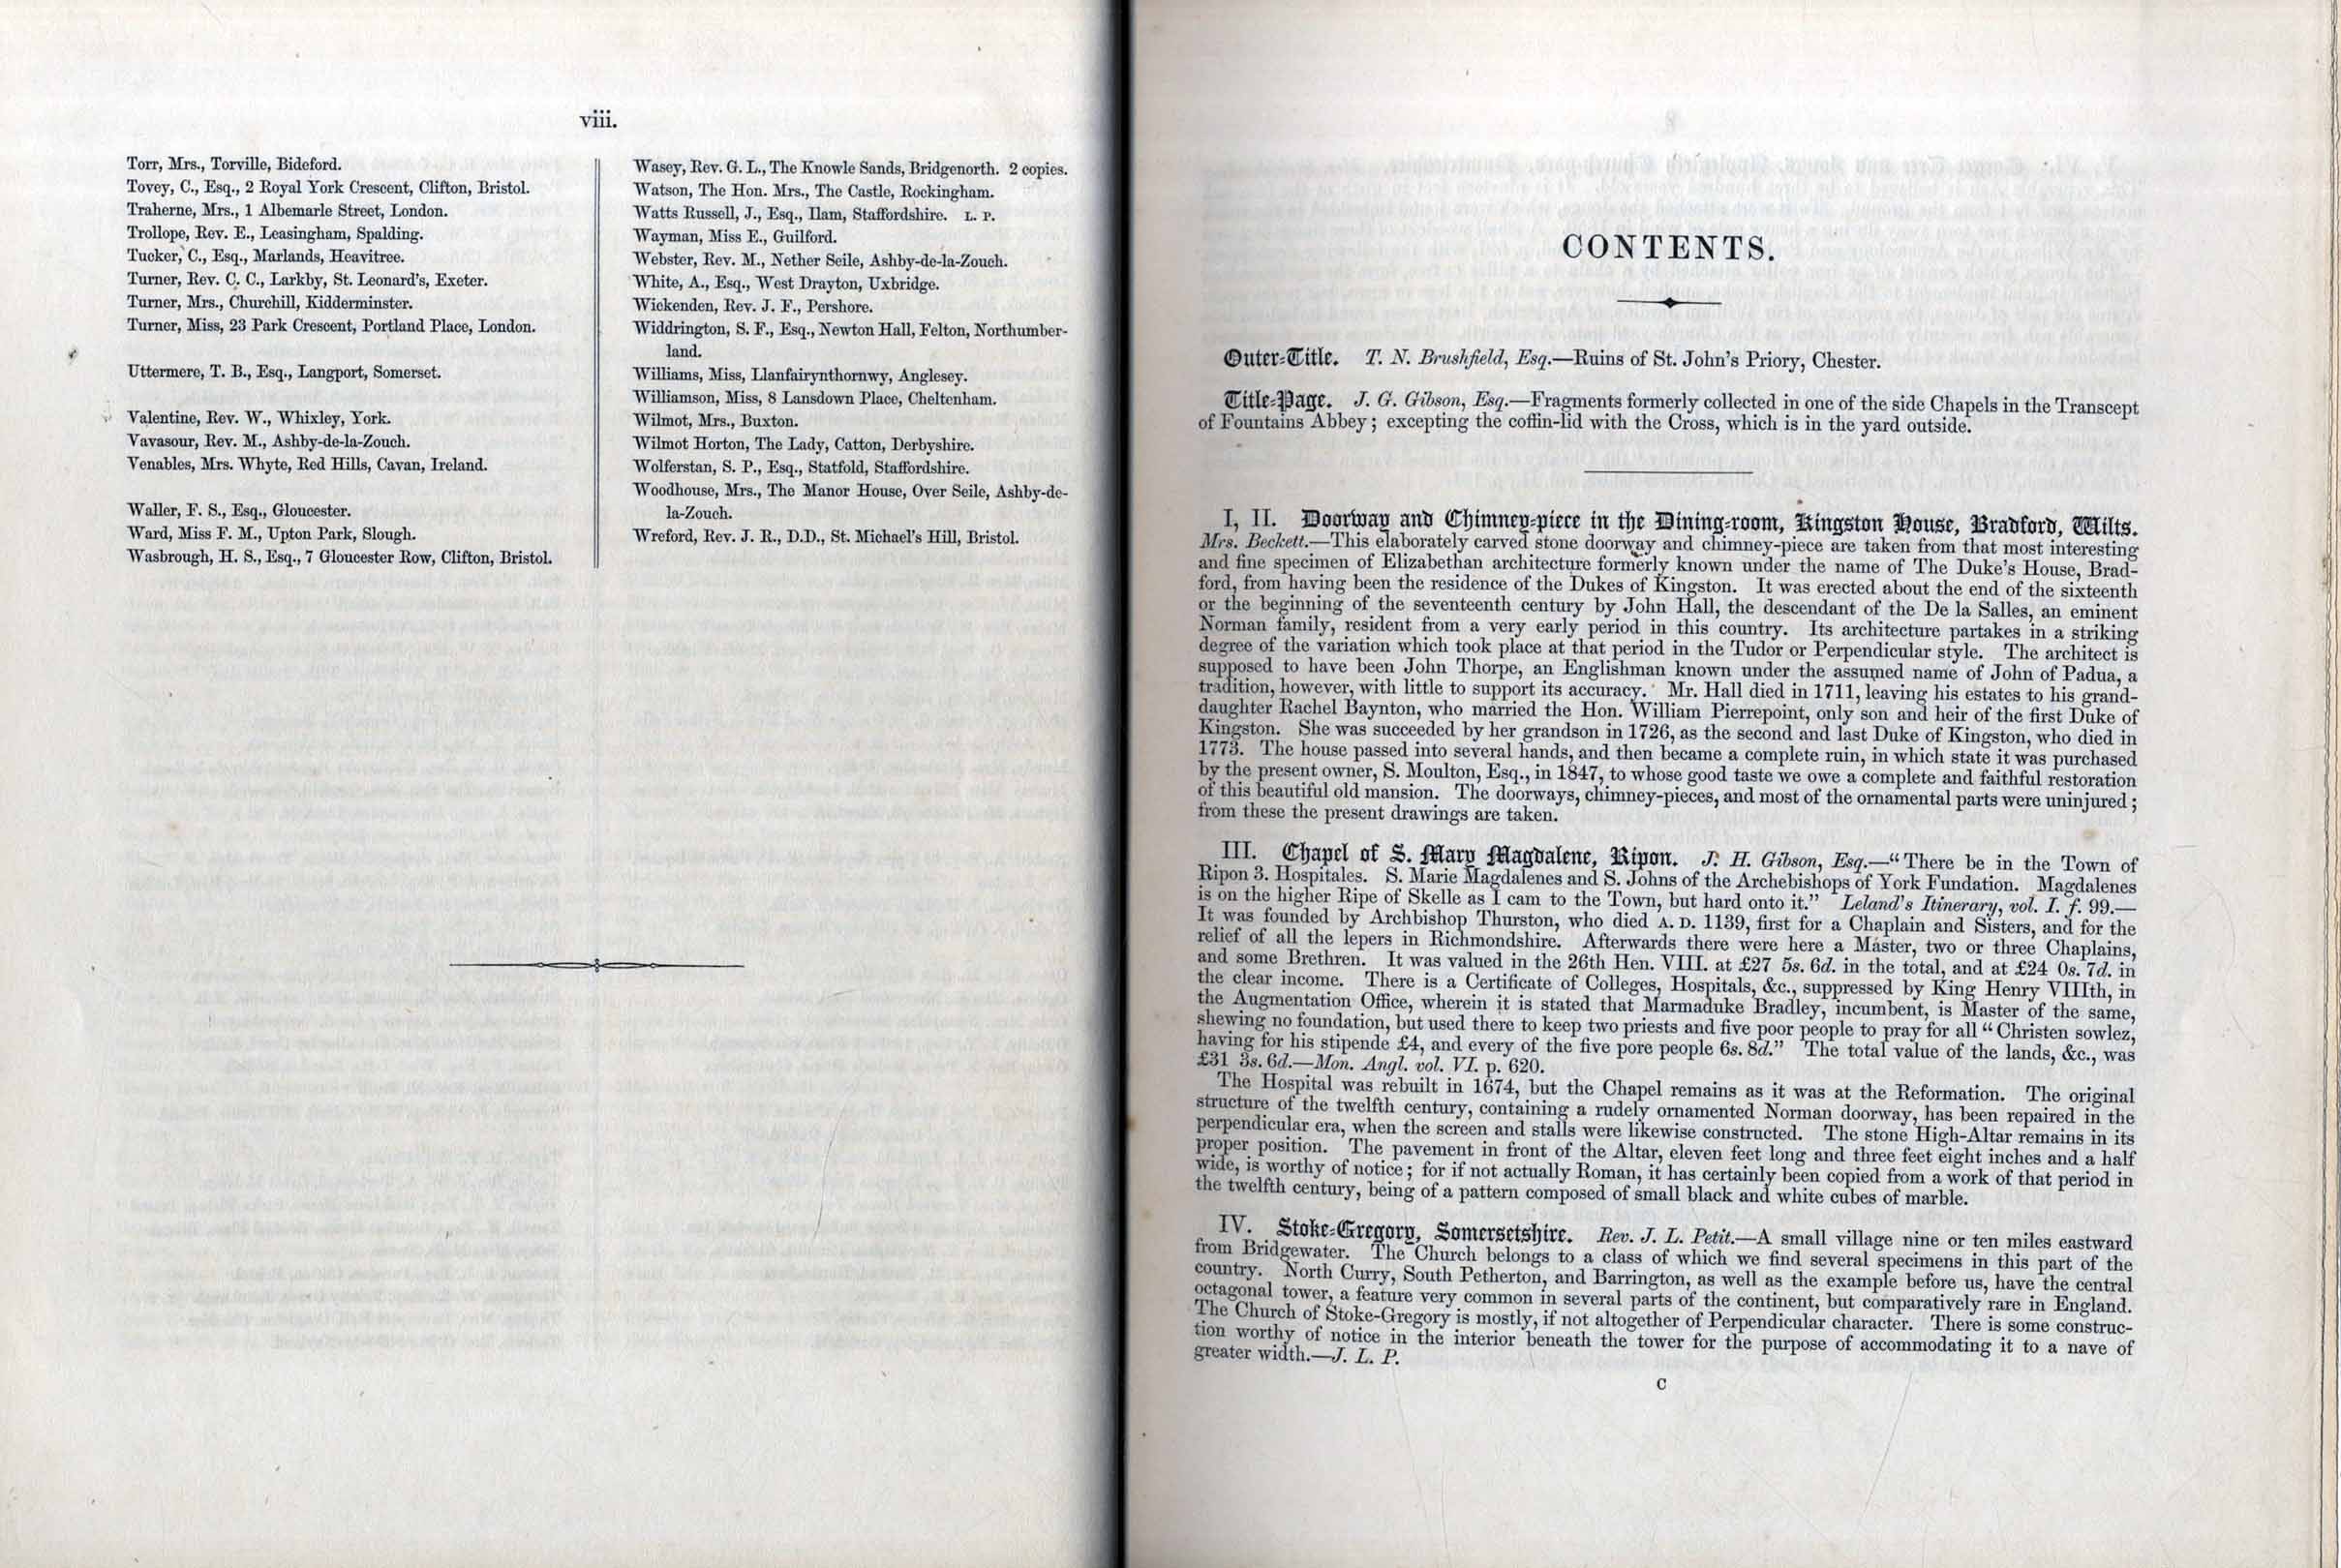 viii.
Torr, Mrs., Torville, Bideford.
Tovey, C., Esq., 2 Royal York Crescent, Clifton, Bristol.
Traherne, Mrs., 1 Albemarle Street, London.
Trollope, Rev. E., Leasingham, Spalding.
Tucker, C., Esq., Marlands, Heavitree.
Turner, Rev. C. C., Larkby, St. Leonard's, Exeter.
Turner, Mrs., Churchill, Kidderminster.
Turner, Miss, 23 Park Crescent, Portland Place, London.
Uttermere, T. B., Esq., Langport, Somerset.
Valentine, Rev. W., Whixley, York.
Vavasour, Rev. M., Ashby-de-la-Zouch.
Venables, Mrs. Whyte, Red Hills, Cavan, Ireland.
Waller, F. S., Esq., Gloucester.
Ward, Miss F. M., Upton Park, Slough.
Wasbrough, H. S., Esq., 7 Gloucester Row, Clifton, Bristol.
Wasey, Rev. G. L., The Knowle Sands, Bridgenorth. 2 copies.
Watson, The Hon. Mrs., The Castle, Rockingham.
Watts Russell, J., Esq., Ilam, Staffordshire. L. P.
Wayman, Miss E., Guilford.
Webster, Rev. M., Nether Seile, Ashby-de-la-Zouch.
White, A., Esq., West Drayton, Uxbridge.
Wickenden, Rev. J. F., Pershore.
Widdrington, S. F., Esq., Newton Hall, Felton, Northumber-
land.
Williams, Miss, Llanfairynthornwy, Anglesey.
Williamson, Miss, 8 Lansdown Place, Cheltenham.
Wilmot, Mrs., Buxton.
Wilmot Horton, The Lady, Catton, Derbyshire.
Wolferstan, S. P., Esq., Statfold, Staffordshire.
Woodhouse, Mrs., The Manor House, Over Seile, Ashby-de-
la-Zouch.
Wreford, Rev. J. R., D.D., St. Michael's Hill, Bristol.
CONTENTS.
Outer-Title. T. N. Brushfield, Esq.—Ruins of St. John's Priory, Chester.
Title-Page. J. G. Gibson, Esq.—Fragments formerly collected in one of the side Chapels in the Transcept
of Fountains Abbey; excepting the coffin-lid with the Cross, which is in the yard outside.
I, II. Doorway and Chimney-piece in the Dining-room, Kingston House, Bradford, Wilts.
Mrs. Beckett.—This elaborately carved stone doorway and chimney-piece are taken from that most interesting
and fine specimen of Elizabethan architecture formerly known under the name of The Duke's House, Brad-
ford, from having been the residence of the Dukes of Kingston. It was erected about the end of the sixteenth
or the beginning of the seventeenth century by John Hall, the descendant of the De la Salles, an eminent
Norman family, resident from a very early period in this country. Its architecture partakes in a striking
degree of the variation which took place at that period in the Tudor or Perpendicular style. The architect is
supposed to have been John Thorpe, an Englishman known under the assumed name of John of Padua, a
tradition, however, with little to support its accuracy. Mr. Hall died in 1711, leaving his estates to his grand-
daughter Rachel Baynton, who married the Hon. William Pierrepoint, only son and heir of the first Duke of
Kingston. She was succeeded by her grandson in 1726, as the second and last Duke of Kingston, who died in
1773. The house passed into several hands, and then became a complete ruin, in which state it was purchased
by the present owner, S. Moulton, Esq., in 1847, to whose good taste we owe a complete and faithful restoration
of this beautiful old mansion. The doorways, chimney-pieces, and most of the ornamental parts were uninjured;
from these the present drawings are taken.
III. Chapel of S. Mary Magdalene, Ripon. J. H. Gibson, Esq.—"There be in the Town of
Ripon 3. Hospitales. S. Marie Magdalenes and S. Johns of the Archebishops of York Fundation. Magdalenes
is on the higher Ripe of Skelle as I cam to the Town, but hard onto it." Leland's Itinerary, vol. I. f. 99.—
It was founded by Archbishop Thurston, who died A. D. 1139, first for a Chaplain and Sisters, and for the
relief of all the lepers in Richmondshire. Afterwards there were here a Master, two or three Chaplains,
and some Brethren. It was valued in the 26th Hen. VIII. at £27 5s. 6d. in the total, and at £24 0s. 7d. in
the clear income. There is a Certificate of Colleges, Hospitals, &c., suppressed by King Henry VIIIth, in
the Augmentation Office, wherein it is stated that Marmaduke Bradley, incumbent, is Master of the same,
shewing no foundation, but used there to keep two priests and five poor people to pray for all "Christen sowlez,
having for his stipende £4, and every of the five pore people 6s. 8d." The total value of the lands, &c., was
£31 3s. 6d.—Mon. Angl. vol. VI. p. 620.
The Hospital was rebuilt in 1674, but the Chapel remains as it was at the Reformation. The original
structure of the twelfth century, containing a rudely ornamented Norman doorway, has been repaired in the
perpendicular era, when the screen and stalls were likewise constructed. The stone High-Altar remains in its
proper position. The pavement in front of the Altar, eleven feet long and three feet eight inches and a half
wide, is worthy of notice; for if not actually Roman, it has certainly been copied from a work of that period in
the twelfth century, being of a pattern composed of small black and white cubes of marble.
IV. Stoke-Gregory, Somersetshire. Rev. J. L. Petit.—A small village nine or ten miles eastward
from Bridgewater. The Church belongs to a class of which we find several specimens in this part of the
country. North Curry, South Petherton, and Barrington, as well as the example before us, have the central
octagonal tower, a feature very common in several parts of the continent, but comparatively rare in England.
The Church of Stoke-Gregory is mostly, if not altogether of Perpendicular character. There is some construc-
tion worthy of notice in the interior beneath the tower for the purpose of accommodating it to a nave of
greater width.—J. L. P.
C